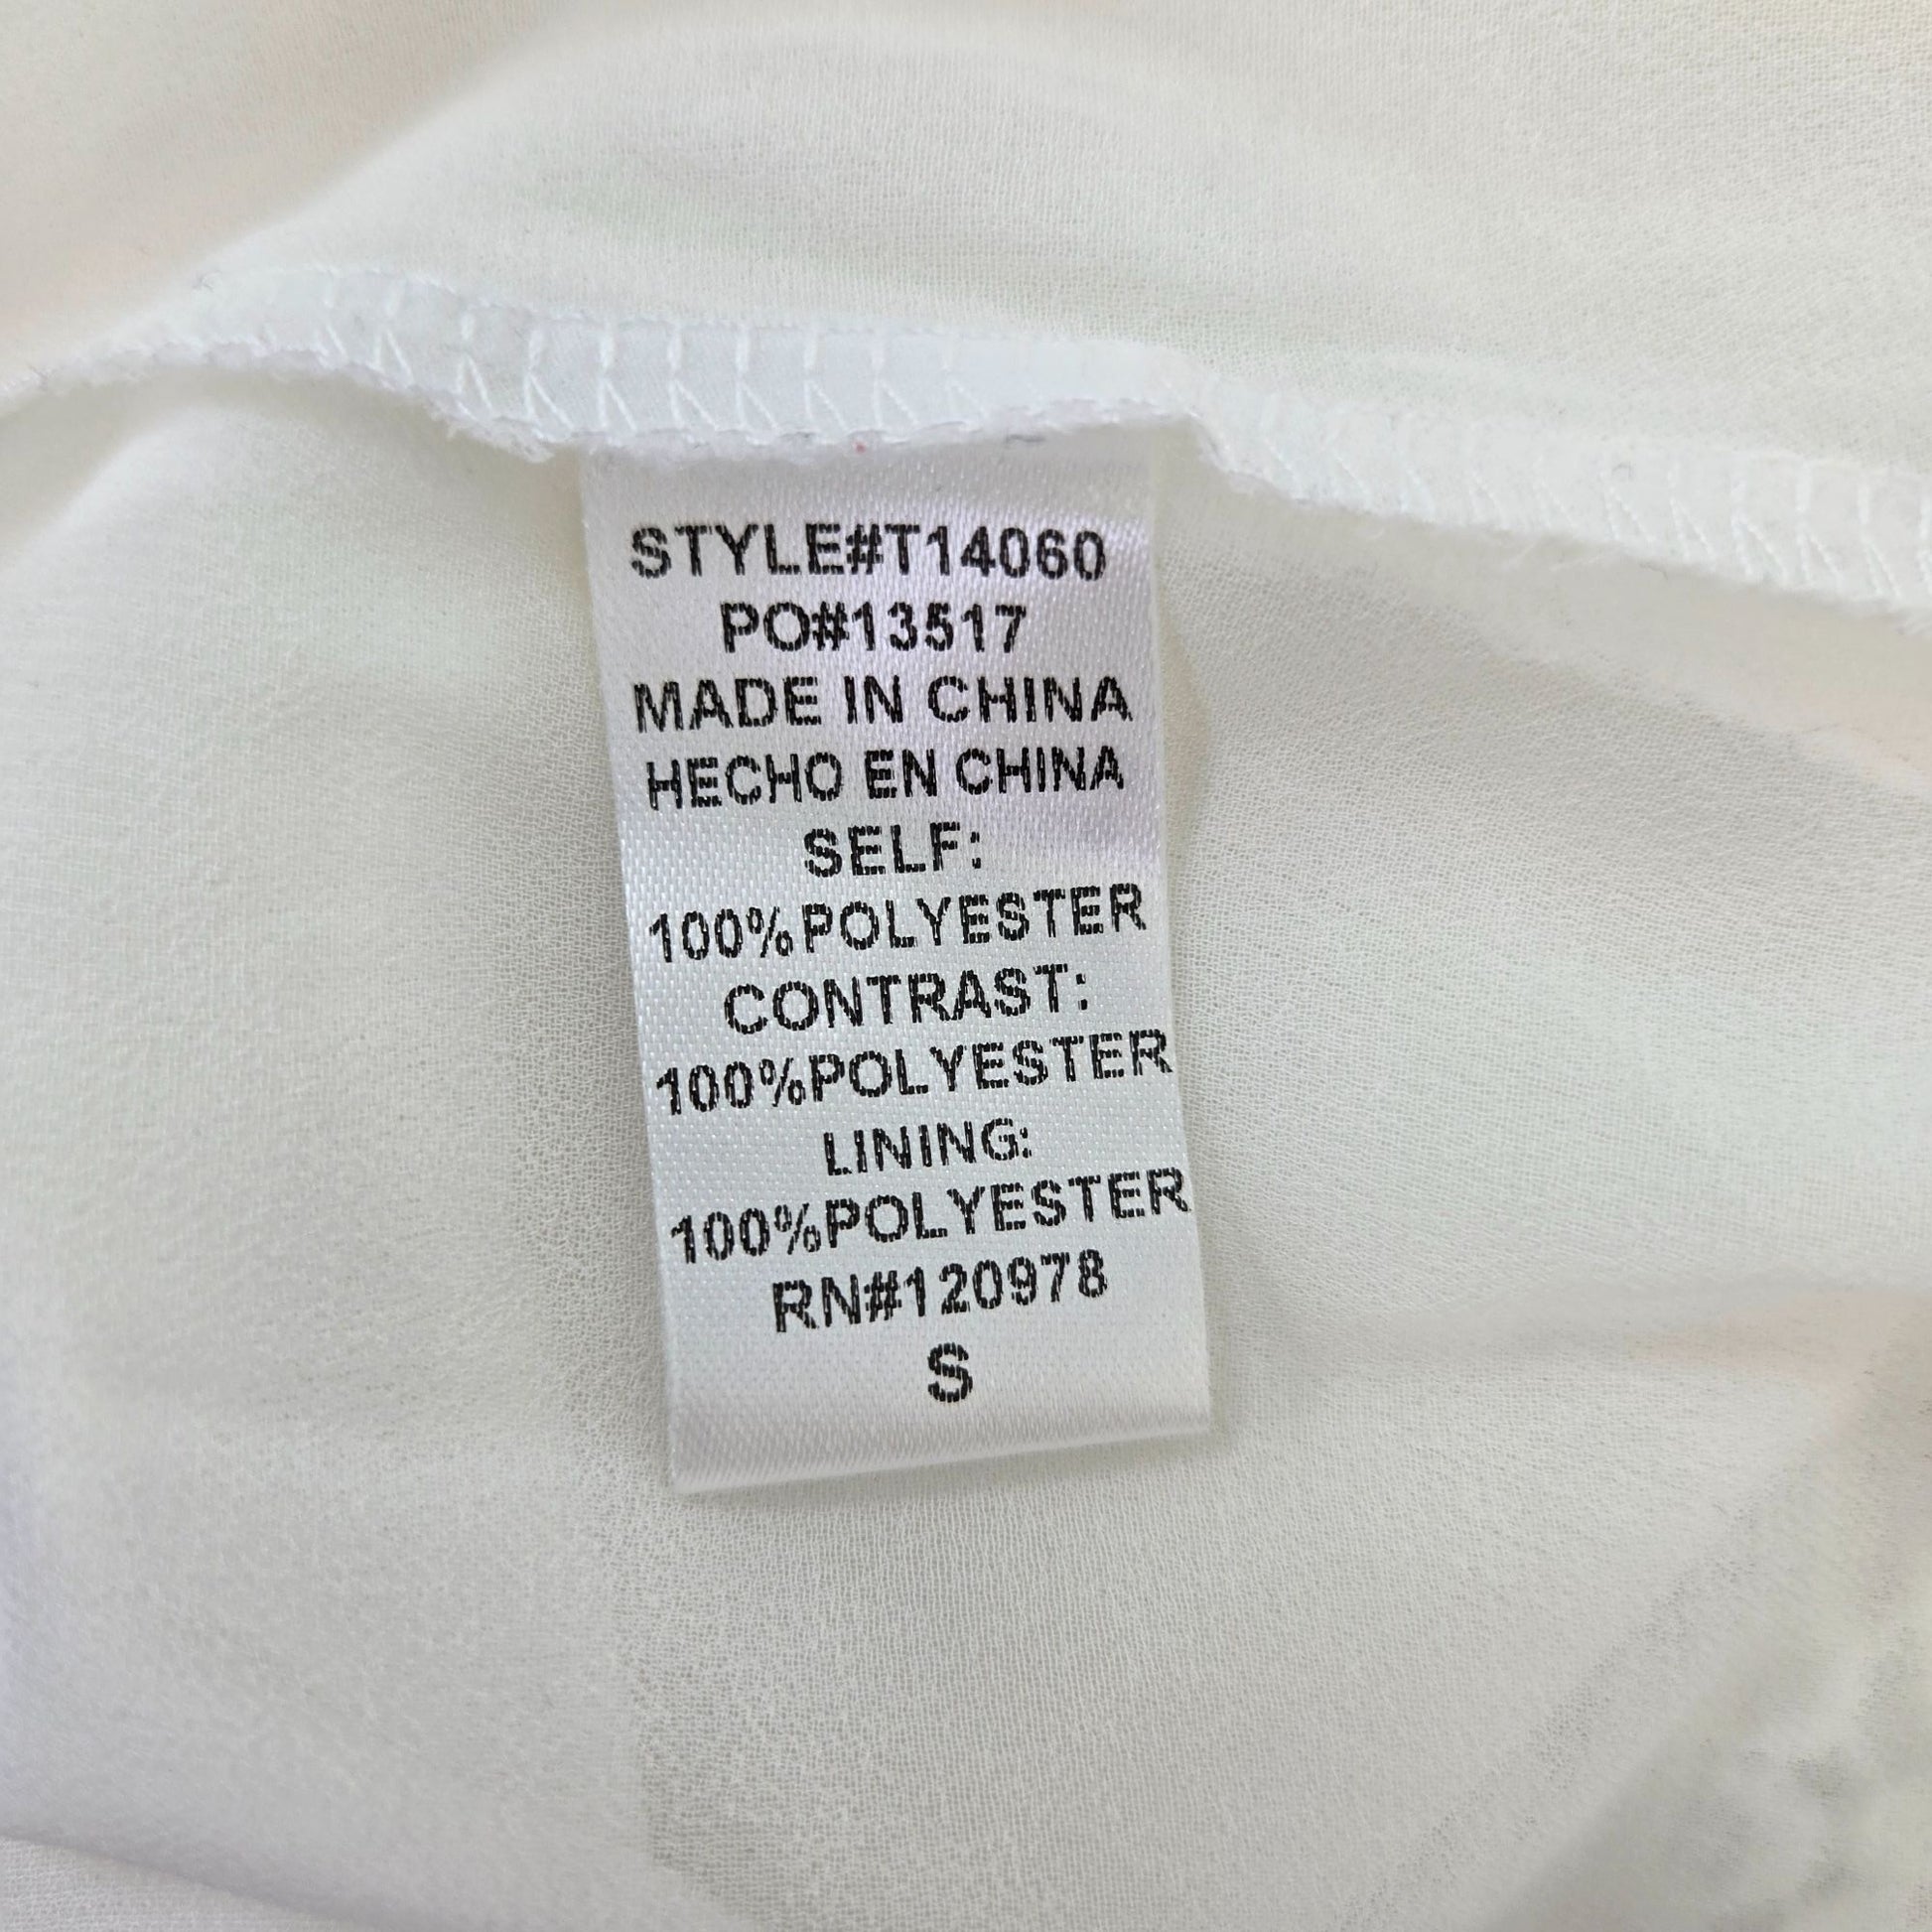 STYLE#T14060
PO#13517
MADE IN CHINA
HECHO EN CHINA
SELF:
100%POLYESTER
CONTRAST:
100%POLYESTER
LINING:
100%POLYESTER
RN#120978
S